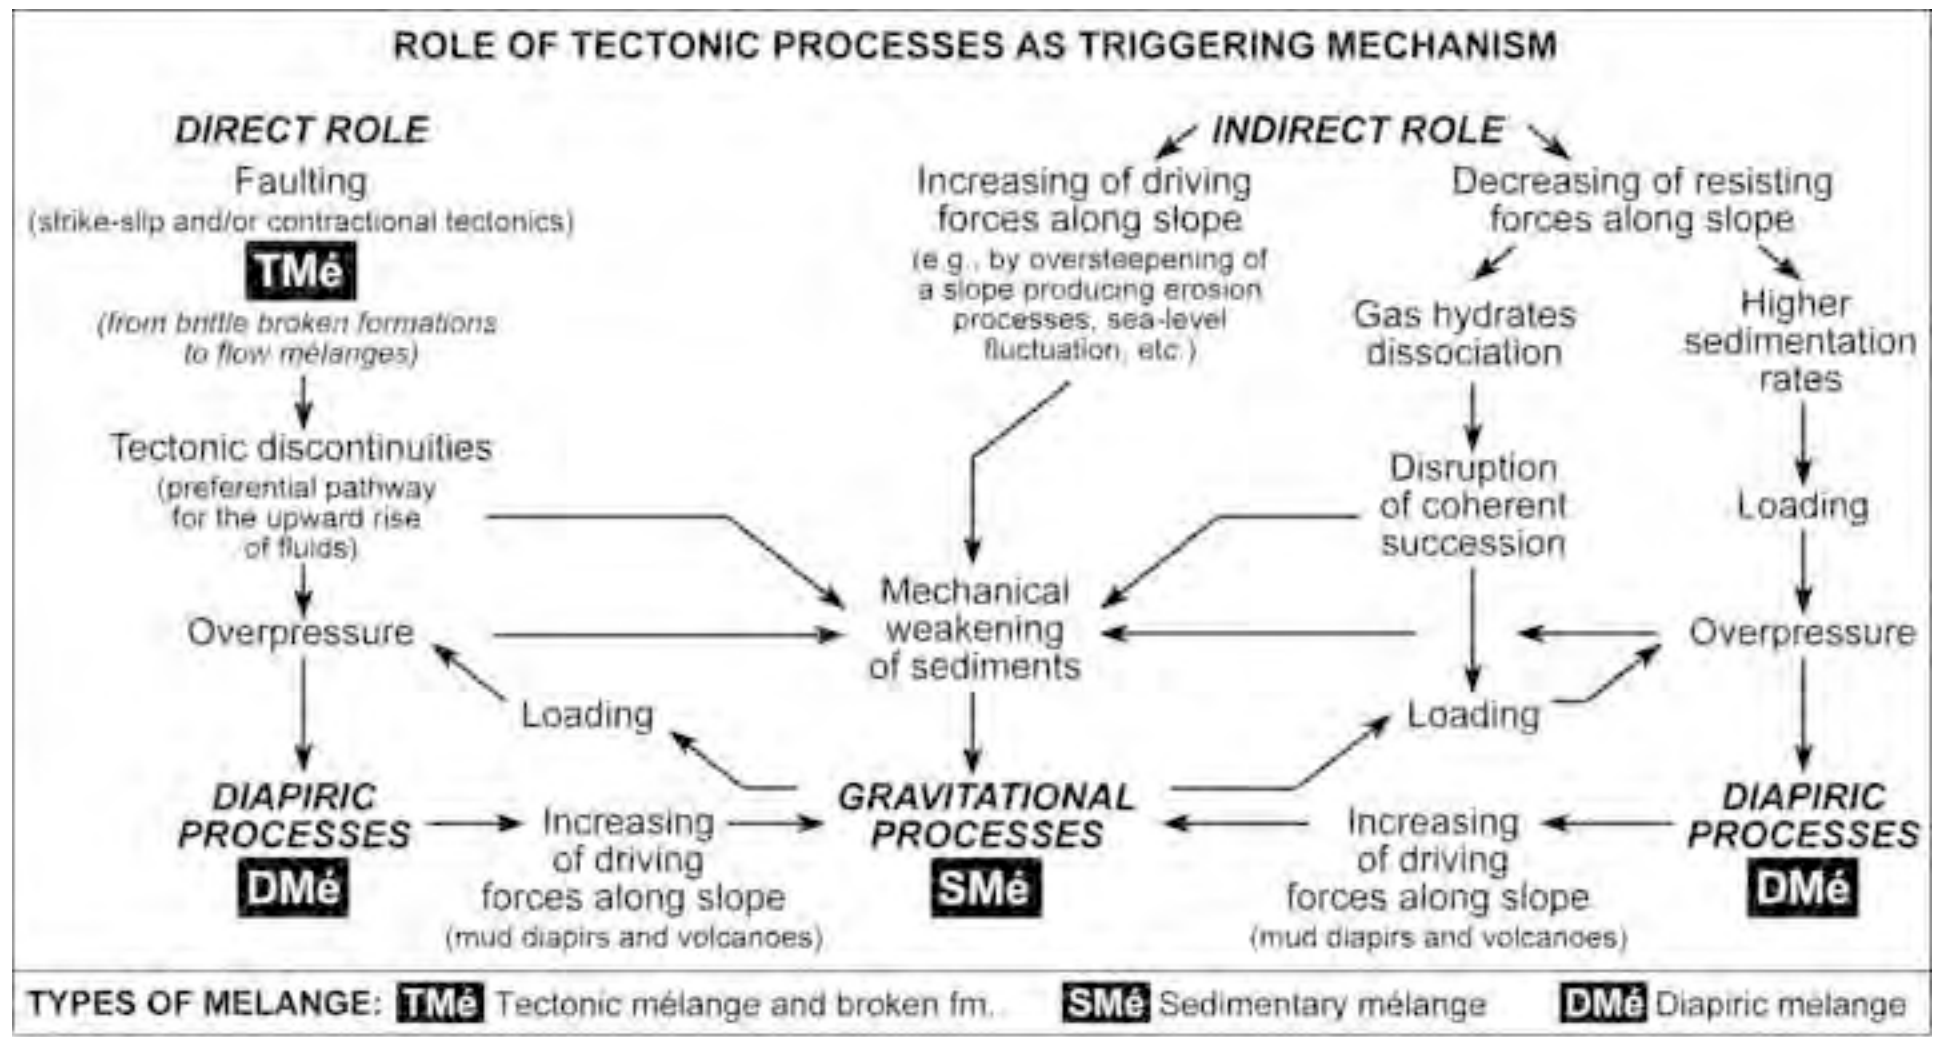 ROLE OF TECTONIC PROCESSES AS TRIGGERING MECHANISM
DIRECT ROLE
Faulting
(strike-slip and/or contractional tectonics)
TMé
(from brittle broken formations
to flow mélanges)
Tectonic discontinuities
(preferential pathway
for the upward rise
of fluids)
Overpressure
Loading
DIAPIRIC
PROCESSES
DMé
Increasing
of driving
forces along slope
(mud diapirs and volcanoes)
INDIRECT ROLE
Increasing of driving
forces along slope
(e.g., by oversteepening of
a slope producing erosion
processes, sea-level
fluctuation, etc.)
Mechanical
weakening
of sediments
GRAVITATIONAL
PROCESSES
SMé
Decreasing of resisting
forces along slope
Gas hydrates
dissociation
Disruption
of coherent
succession
Loading
Increasing
of driving
forces along slope
(mud diapirs and volcanoes)
Higher
sedimentation
rates
Loading
Overpressure
DIAPIRIC
PROCESSES
DMé
TYPES OF MELANGE: TMé Tectonic mélange and broken fm.. SMé Sedimentary mélange DMé Diapiric mélange